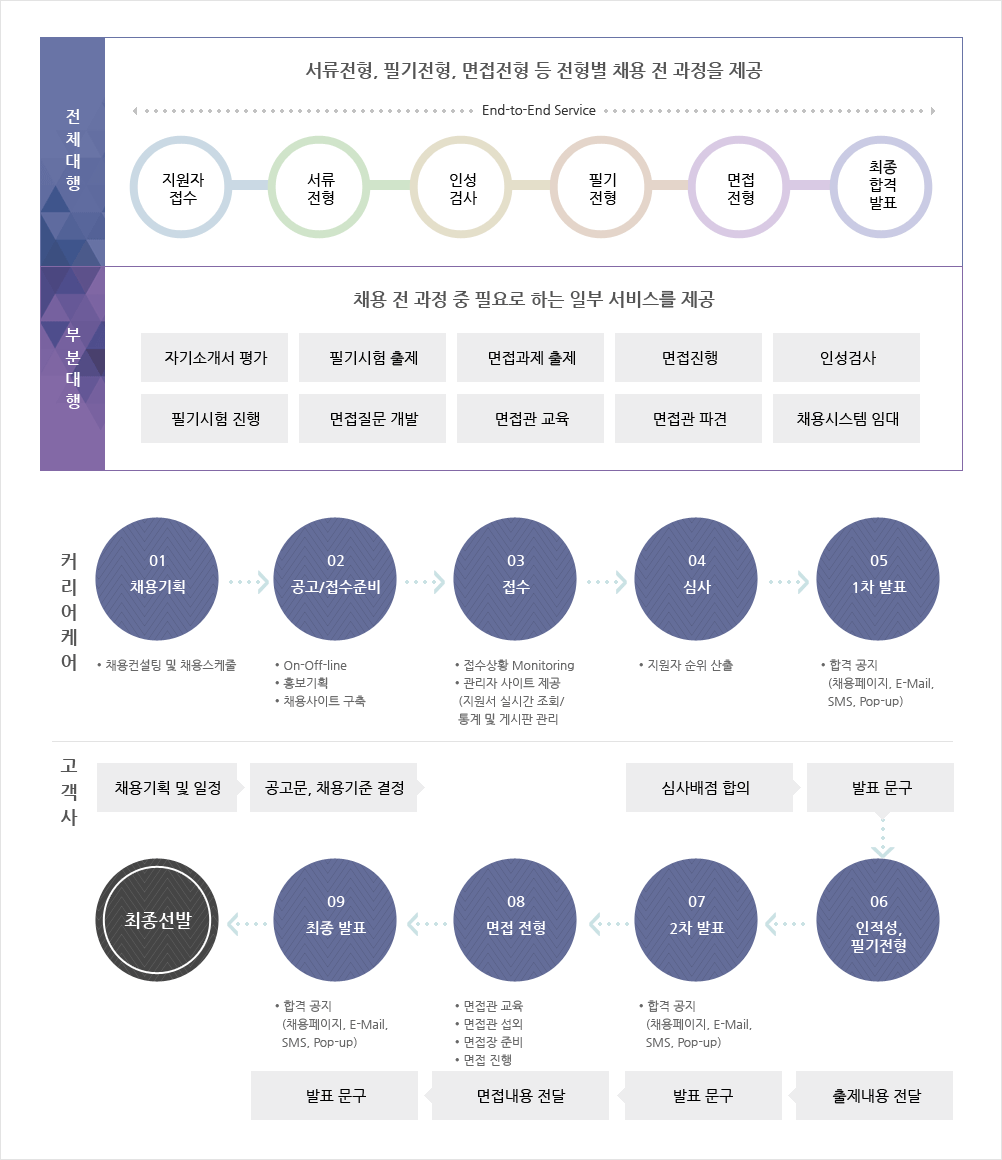 전체대행
서류전형, 필기전형, 면접전형 등 전형별 채용 전 과정을 제공
End-to-End Service
지원자
접수
서류
전형
인성
검사
필기
전형
면접
전형
최종
합격
발표
부분대행
채용 전 과정 중 필요로 하는 일부 서비스를 제공
자기소개서 평가
필기시험 출제
면접과제 출제
면접진행
인성검사
필기시험 진행
면접질문 개발
면접관 교육
면접관 파견
채용시스템 임대
커리어케어
01
채용기획
02
공고/접수준비
03
접수
04
심사
05
1차 발표
• 채용컨설팅 및 채용스케줄
• On-Off-line
• 홍보기획
• 채용사이트 구축
• 접수상황 Monitoring
• 관리자 사이트 제공
(지원서 실시간 조회/
통계 및 게시판 관리
• 지원자 순위 산출
• 합격 공지
(채용페이지, E-Mail,
SMS, Pop-up)
고객사
채용기획 및 일정
공고문, 채용기준 결정
심사배점 합의
발표 문구
최종선발
09
최종 발표
08
면접 전형
07
2차 발표
06
인적성,
필기전형
• 합격 공지
(채용페이지, E-Mail,
SMS, Pop-up)
• 면접관 교육
• 면접관 섭외
• 면접장 준비
• 면접 진행
• 합격 공지
(채용페이지, E-Mail,
SMS, Pop-up)
발표 문구
면접내용 전달
발표 문구
출제내용 전달